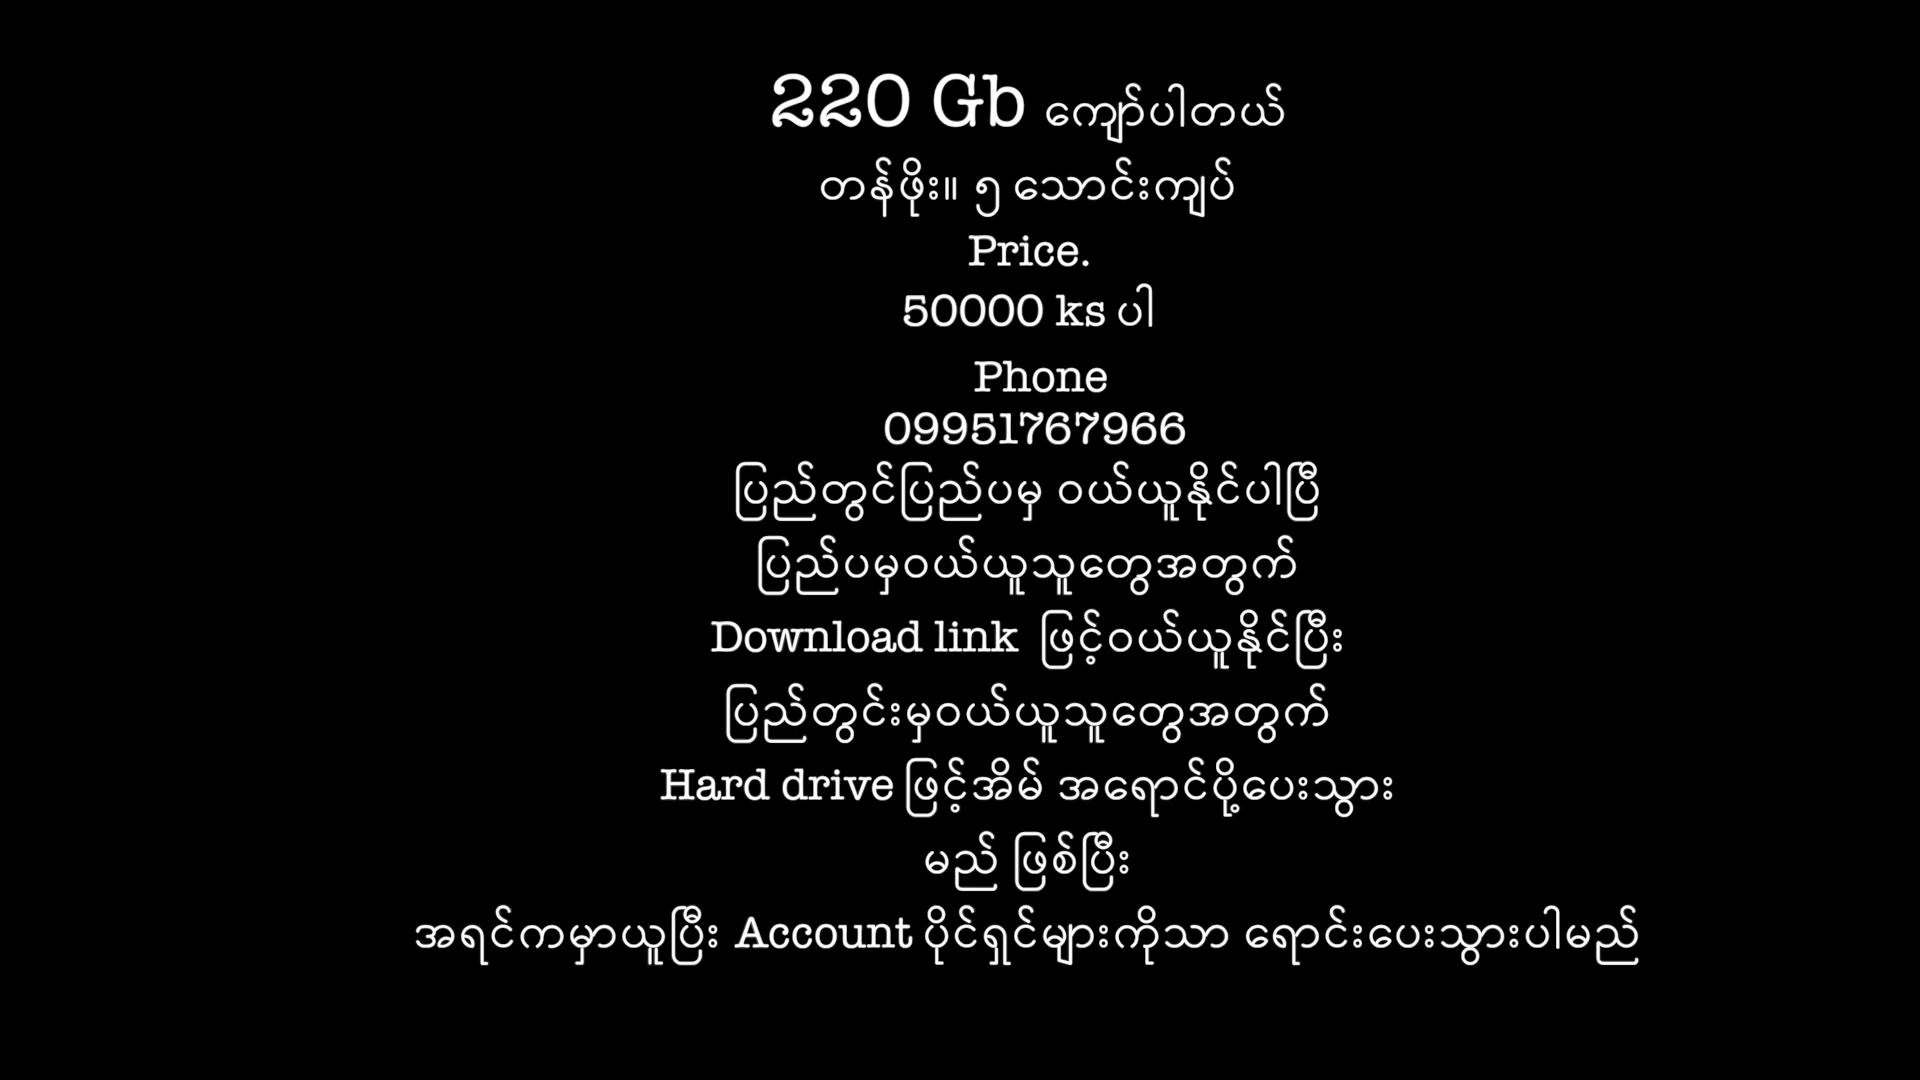 220 Gb ကျော်ပါတယ်
တန်ဖိုး။ ၅ သောင်းကျပ်
Price.
50000 ks ပါ
Phone
09951767966
ပြည်တွင်ပြည်ပမှ ဝယ်ယူနိုင်ပါပြီ
ပြည်ပမှဝယ်ယူသူတွေအတွက်
Download link ဖြင့်ဝယ်ယူနိုင်ပြီး
ပြည်တွင်းမှဝယ်ယူသူတွေအတွက်
Hard drive ဖြင့်အိမ် အရောင်ပို့ပေးသွား
မည် ဖြစ်ပြီး
အရင်ကမှာယူပြီး Account ပိုင်ရှင်များကိုသာ ရောင်းပေးသွားပါမည်